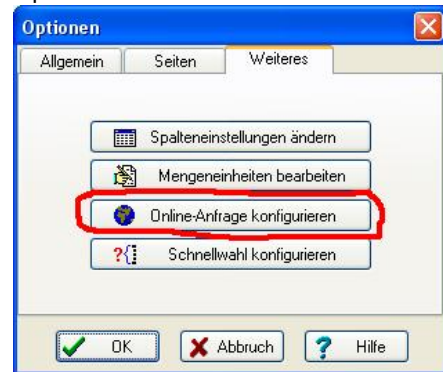 Optionen
Allgemein Seiten Weiteres
Spalteneinstellungen ändern
Mengeneinheiten bearbeiten
Online-Anfrage konfigurieren
?{ Schnellwahl konfigurieren
OK Abbruch ? Hilfe